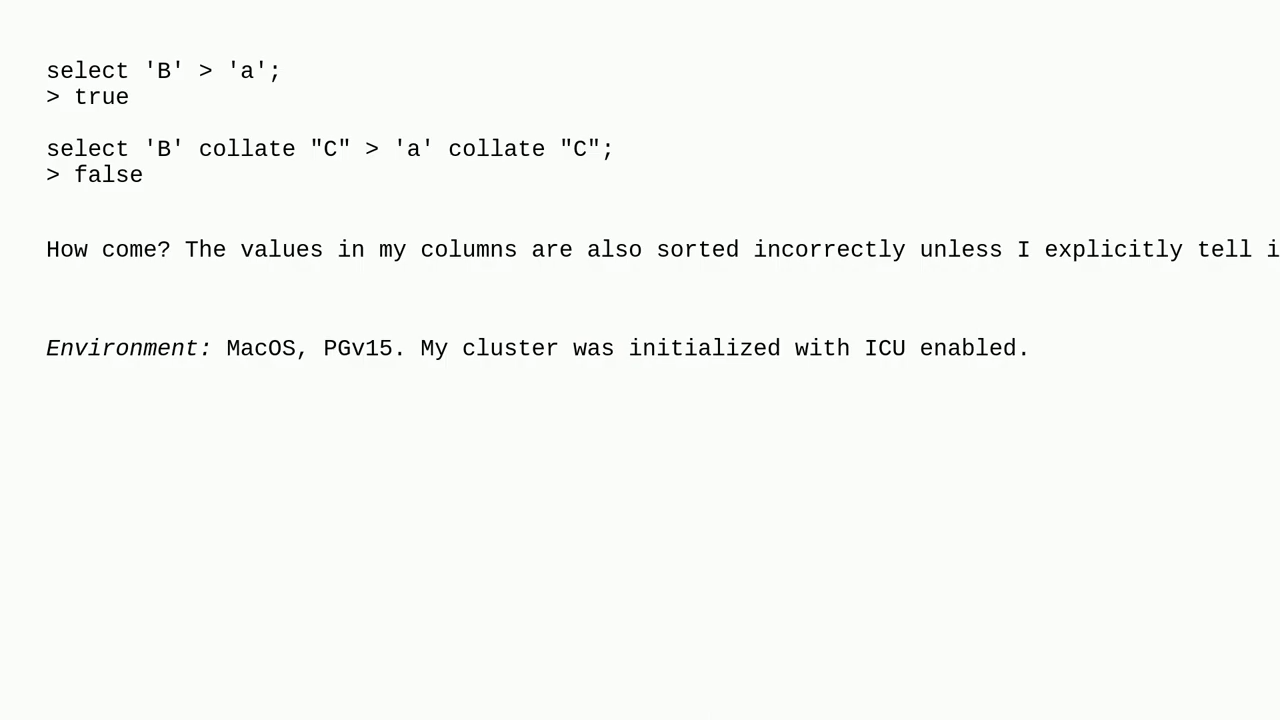 select 'B' > 'a';
> true
select 'B' collate "C" > 'a' collate "C";
> false
How come? The values in my columns are also sorted incorrectly unless I explicitly tell
Environment: MacOS, PGv15. My cluster was initialized with ICU enabled.